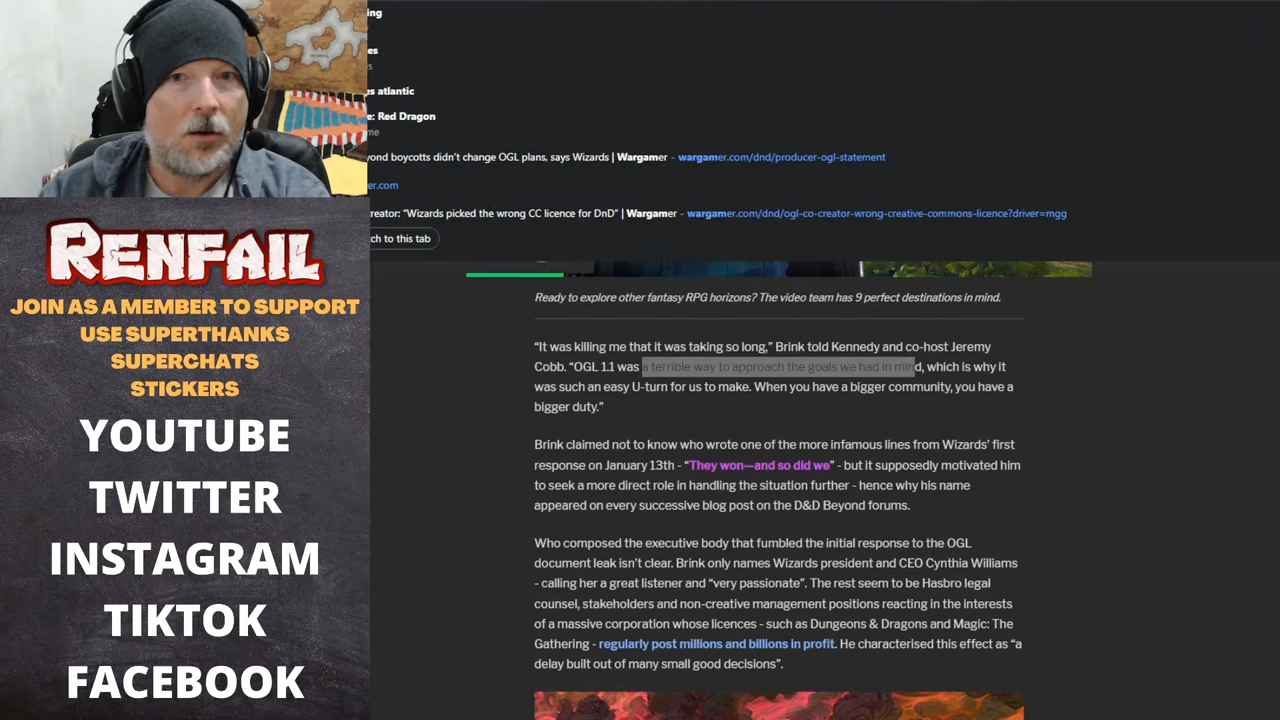 ing
es
s
es atlantic
e: Red Dragon
me
yond boycotts didn't change OGL plans, says Wizards | Wargamer - wargamer.com/dnd/producer-ogl-statement
er.com
creator: "Wizards picked the wrong CC licence for DnD" | Wargamer - wargamer.com/dnd/ogl-co-creator-wrong-creative-commons-licence?driver=mgg
tch to this tab
RENFAIL
JOIN AS A MEMBER TO SUPPORT
USE SUPERTHANKS
SUPERCHATS
STICKERS
YOUTUBE
TWITTER
INSTAGRAM
TIKTOK
FACEBOOK
Ready to explore other fantasy RPG horizons? The video team has 9 perfect destinations in mind.
“It was killing me that it was taking so long,” Brink told Kennedy and co-host Jeremy
Cobb. “OGL 1.1 was a terrible way to approach the goals we had in mind, which is why it
was such an easy U-turn for us to make. When you have a bigger community, you have a
bigger duty.”
Brink claimed not to know who wrote one of the more infamous lines from Wizards’ first
response on January 13th - “They won—and so did we” - but it supposedly motivated him
to seek a more direct role in handling the situation further - hence why his name
appeared on every successive blog post on the D&D Beyond forums.
Who composed the executive body that fumbled the initial response to the OGL
document leak isn’t clear. Brink only names Wizards president and CEO Cynthia Williams
- calling her a great listener and “very passionate”. The rest seem to be Hasbro legal
counsel, stakeholders and non-creative management positions reacting in the interests
of a massive corporation whose licences - such as Dungeons & Dragons and Magic: The
Gathering - regularly post millions and billions in profit. He characterised this effect as “a
delay built out of many small good decisions”.